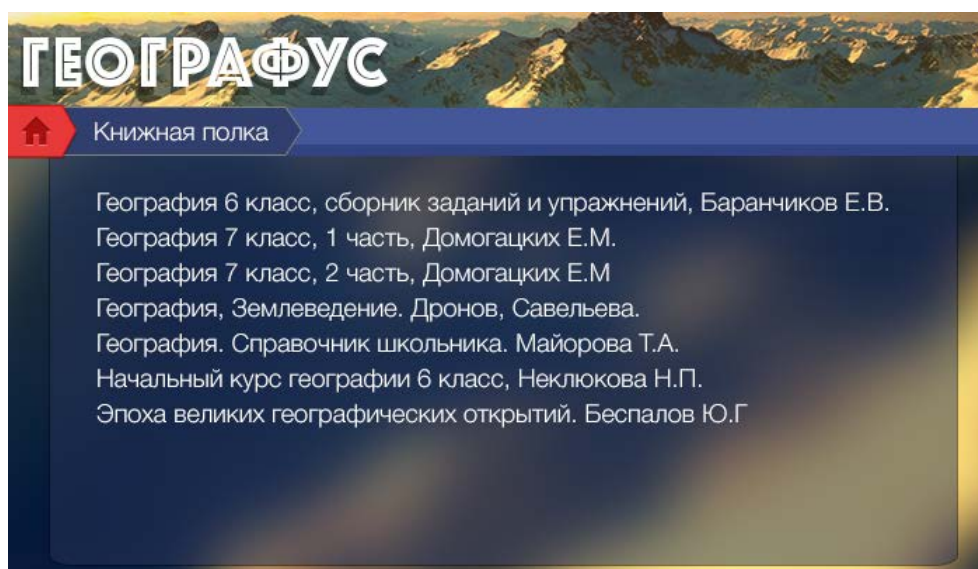 ГЕОГРАФУС
Книжная полка
География 6 класс, сборник заданий и упражнений, Баранчиков Е.В.
География 7 класс, 1 часть, Домогацких Е.М.
География 7 класс, 2 часть, Домогацких Е.М
География, Землеведение. Дронов, Савельева.
География. Справочник школьника. Майорова Т.А.
Начальный курс географии 6 класс, Неклюкова Н.П.
Эпоха великих географических открытий. Беспалов Ю.Г